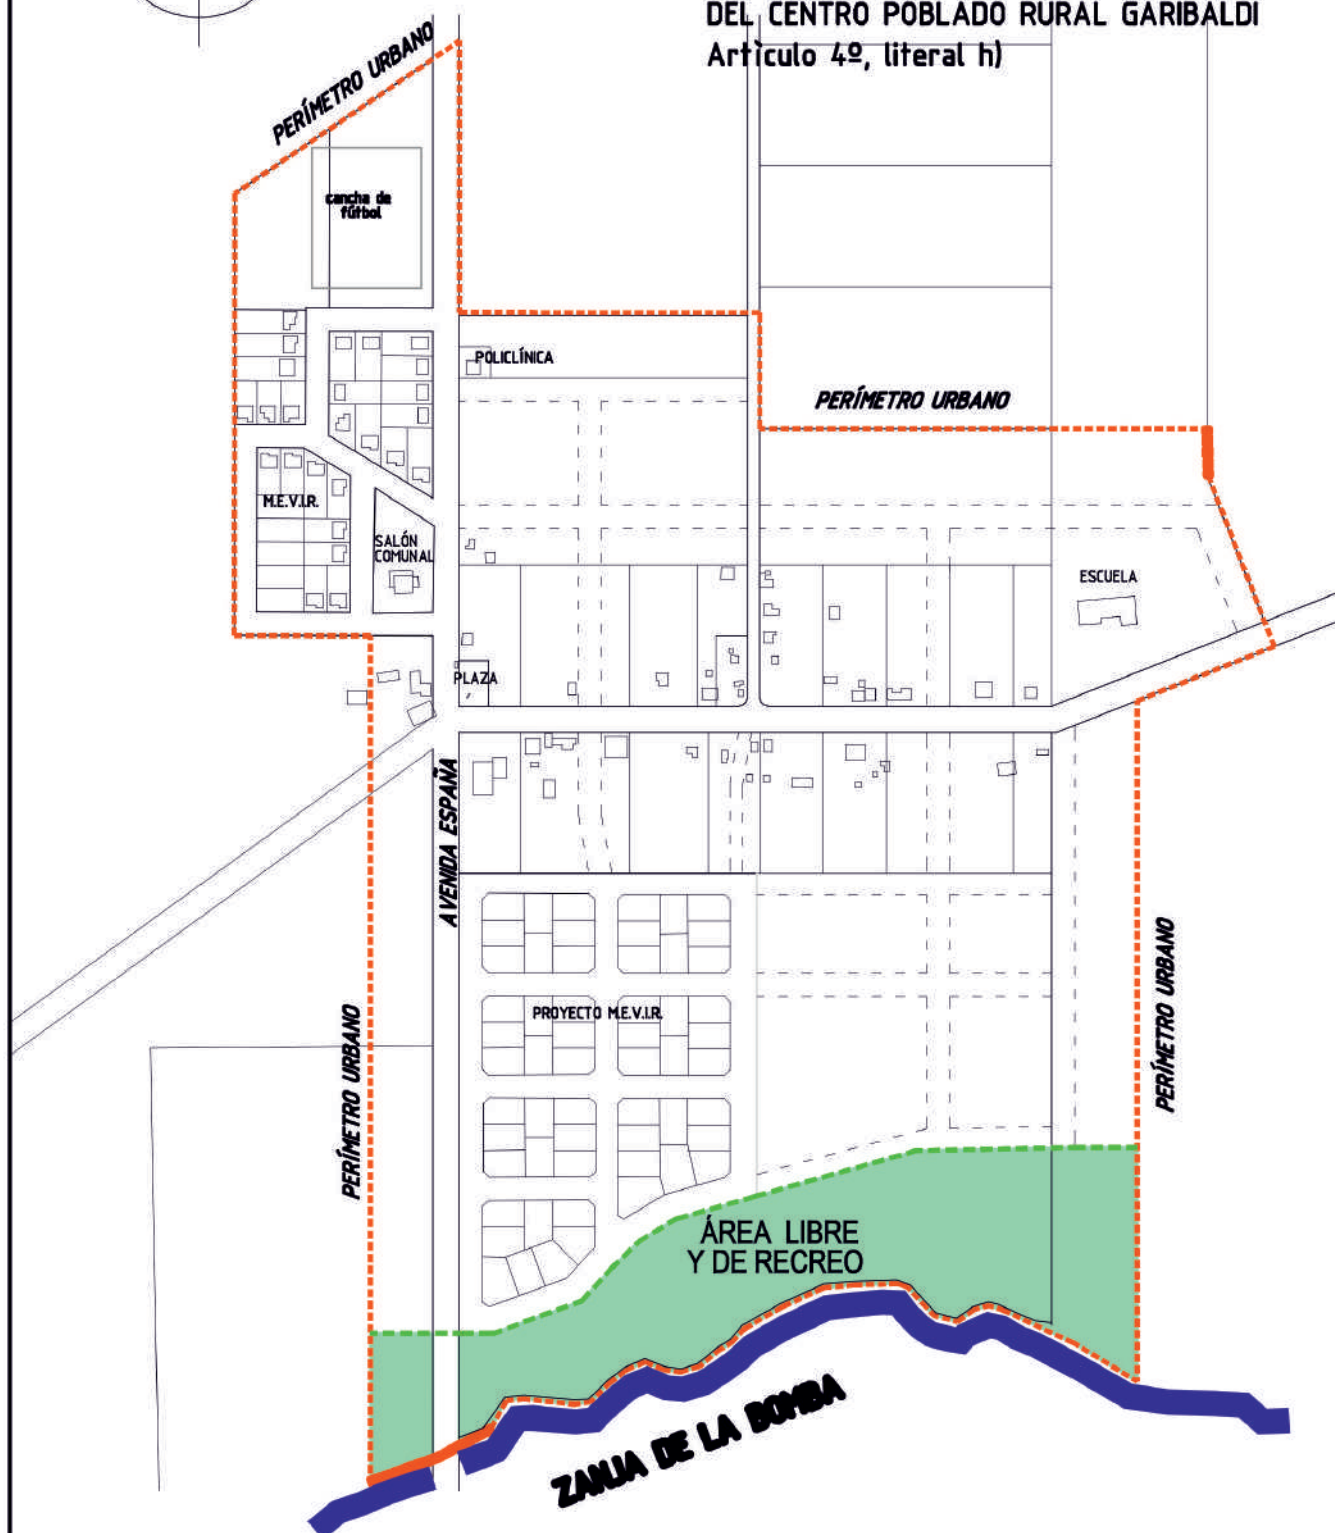 DEL CENTRO POBLADO RURAL GARIBALDI
Artìculo 4º, literal h)
PERÍMETRO URBANO
cancha de
fútbol
POLICLÍNICA
PERÍMETRO URBANO
M.E.V.I.R.
SALÓN
COMUNAL
ESCUELA
PLAZA
AVENIDA ESPAÑA
PROYECTO M.E.V.I.R.
PERÍMETRO URBANO
PERÍMETRO URBANO
ÁREA LIBRE
Y DE RECREO
ZANJA DE LA BOMBA